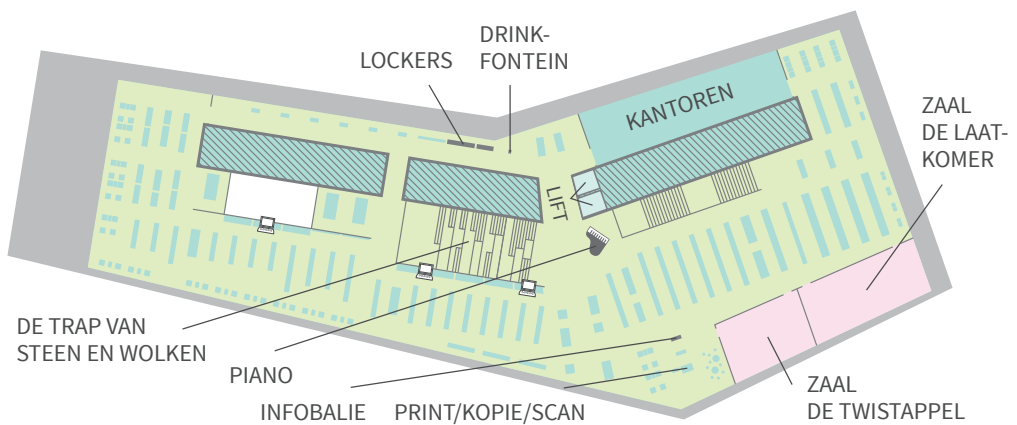 LOCKERS
DRINK-
FONTEIN
KANTOREN
ZAAL
DE LAAT-
KOMER
LIFT
DE TRAP VAN
STEEN EN WOLKEN
PIANO
INFOBALIE
PRINT/KOPIE/SCAN
ZAAL
DE TWISTAPPEL